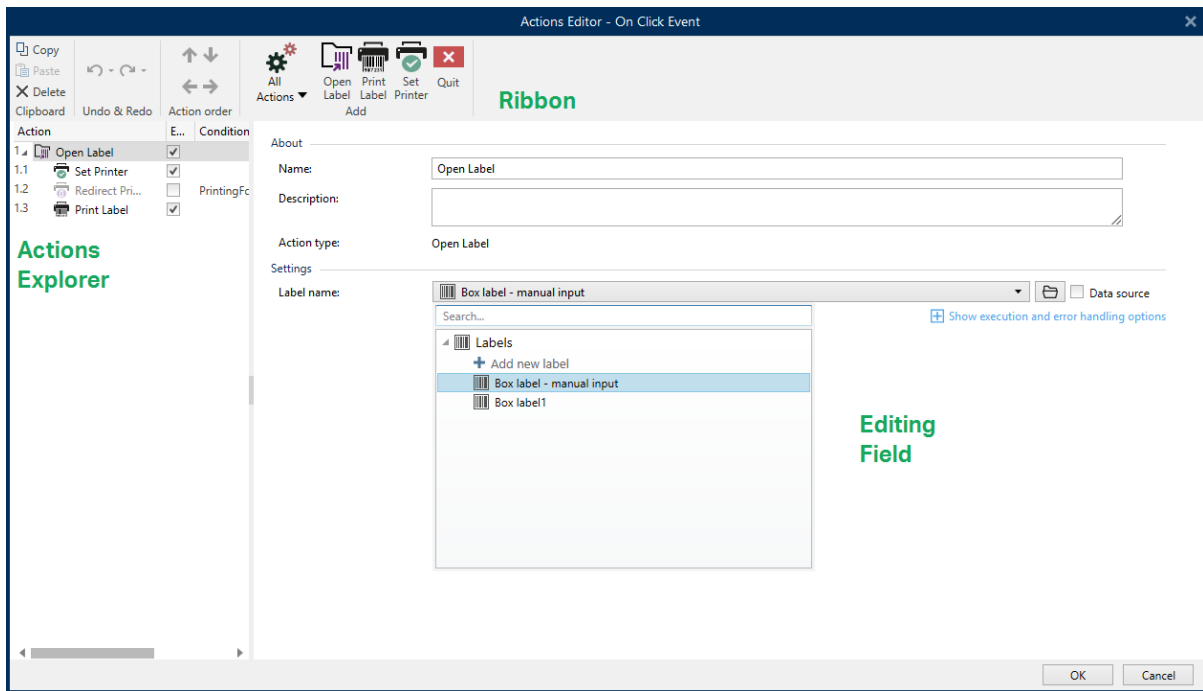 Actions Editor - On Click Event
Copy
Paste
Delete
Clipboard
Undo & Redo
Action order
All
Actions
Open
Label
Print
Label
Set
Printer
Quit
Add
Ribbon
Action E... Condition
1 Open Label
1.1 Set Printer
1.2 Redirect Pri... PrintingFc
1.3 Print Label
Actions
Explorer
About
Name: Open Label
Description:
Action type: Open Label
Settings
Label name: Box label - manual input Data source
Search...
Show execution and error handling options
Labels
Add new label
Box label - manual input
Box label1
Editing
Field
OK Cancel